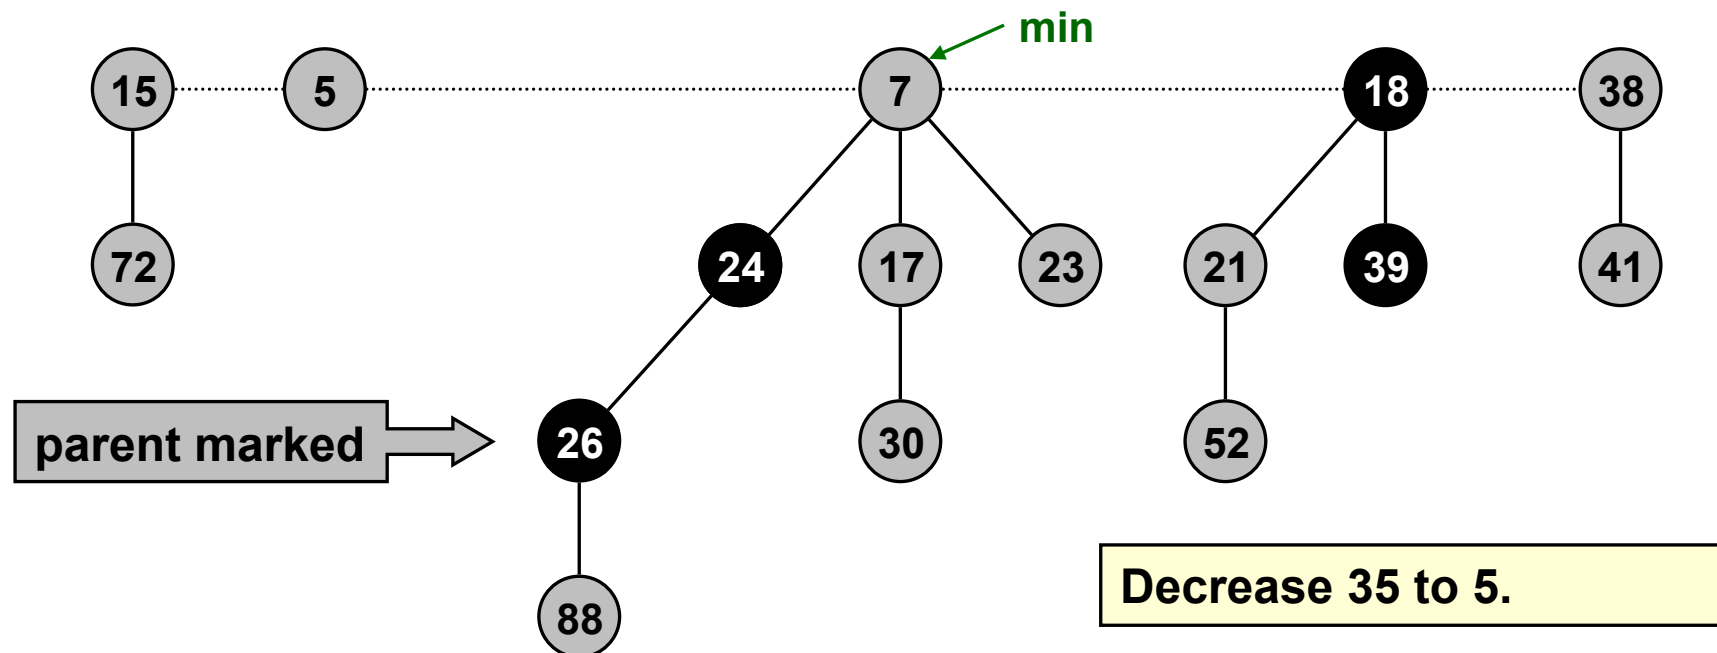 min
15 5 7 18 38
72 24 17 23 21 39 41
parent marked 26 30 52
88
Decrease 35 to 5.